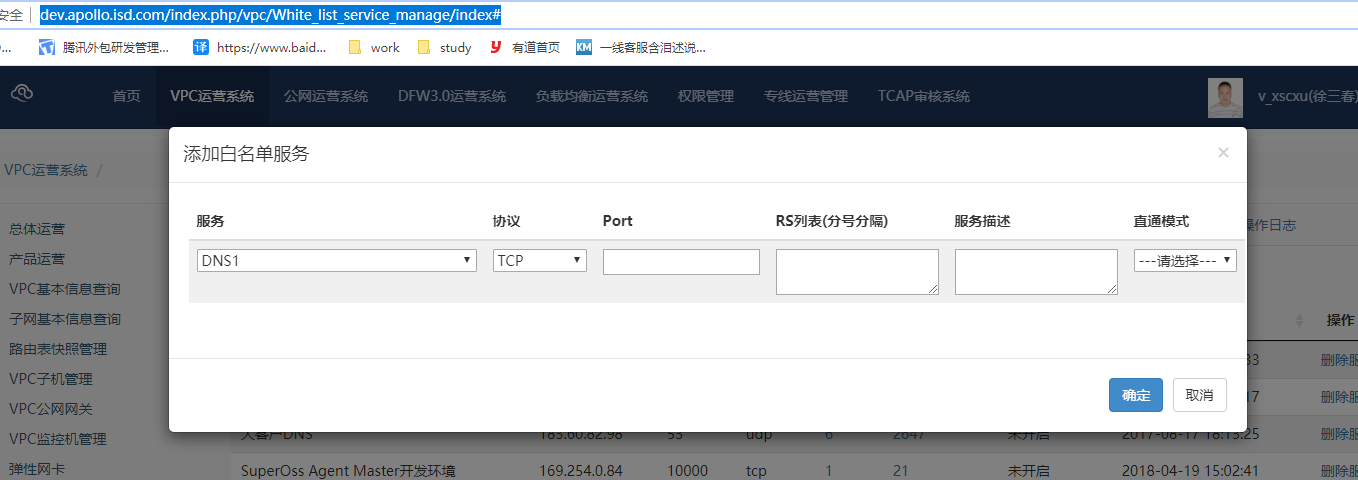 安全 | dev.apollo.isd.com/index.php/vpc/White_list_service_manage/index#
腾讯外包研发管理... 译 https://www.baid... work study y 有道首页 KM 一线客服含泪述说...
首页 VPC运营系统 公网运营系统 DFW3.0运营系统 负载均衡运营系统 权限管理 专线运营管理 TCAP审核系统 v_xscxu(徐三春)
添加白名单服务 ×
VPC运营系统 /
服务 协议 Port RS列表(分号分隔) 服务描述 直通模式
操作日志
DNS1 TCP ---请选择---
总体运营
产品运营
VPC基本信息查询
子网基本信息查询
操作
路由表快照管理
33 删除服
VPC子机管理
确定 取消
17 删除服
VPC公网网关
VPC监控机管理
大客户DNS 183.60.82.98 53 udp 6 2647 未开启 2017-08-17 18:13:25 删除服
弹性网卡
SuperOss Agent Master开发环境 169.254.0.84 10000 tcp 1 21 未开启 2018-04-19 15:02:41 删除服